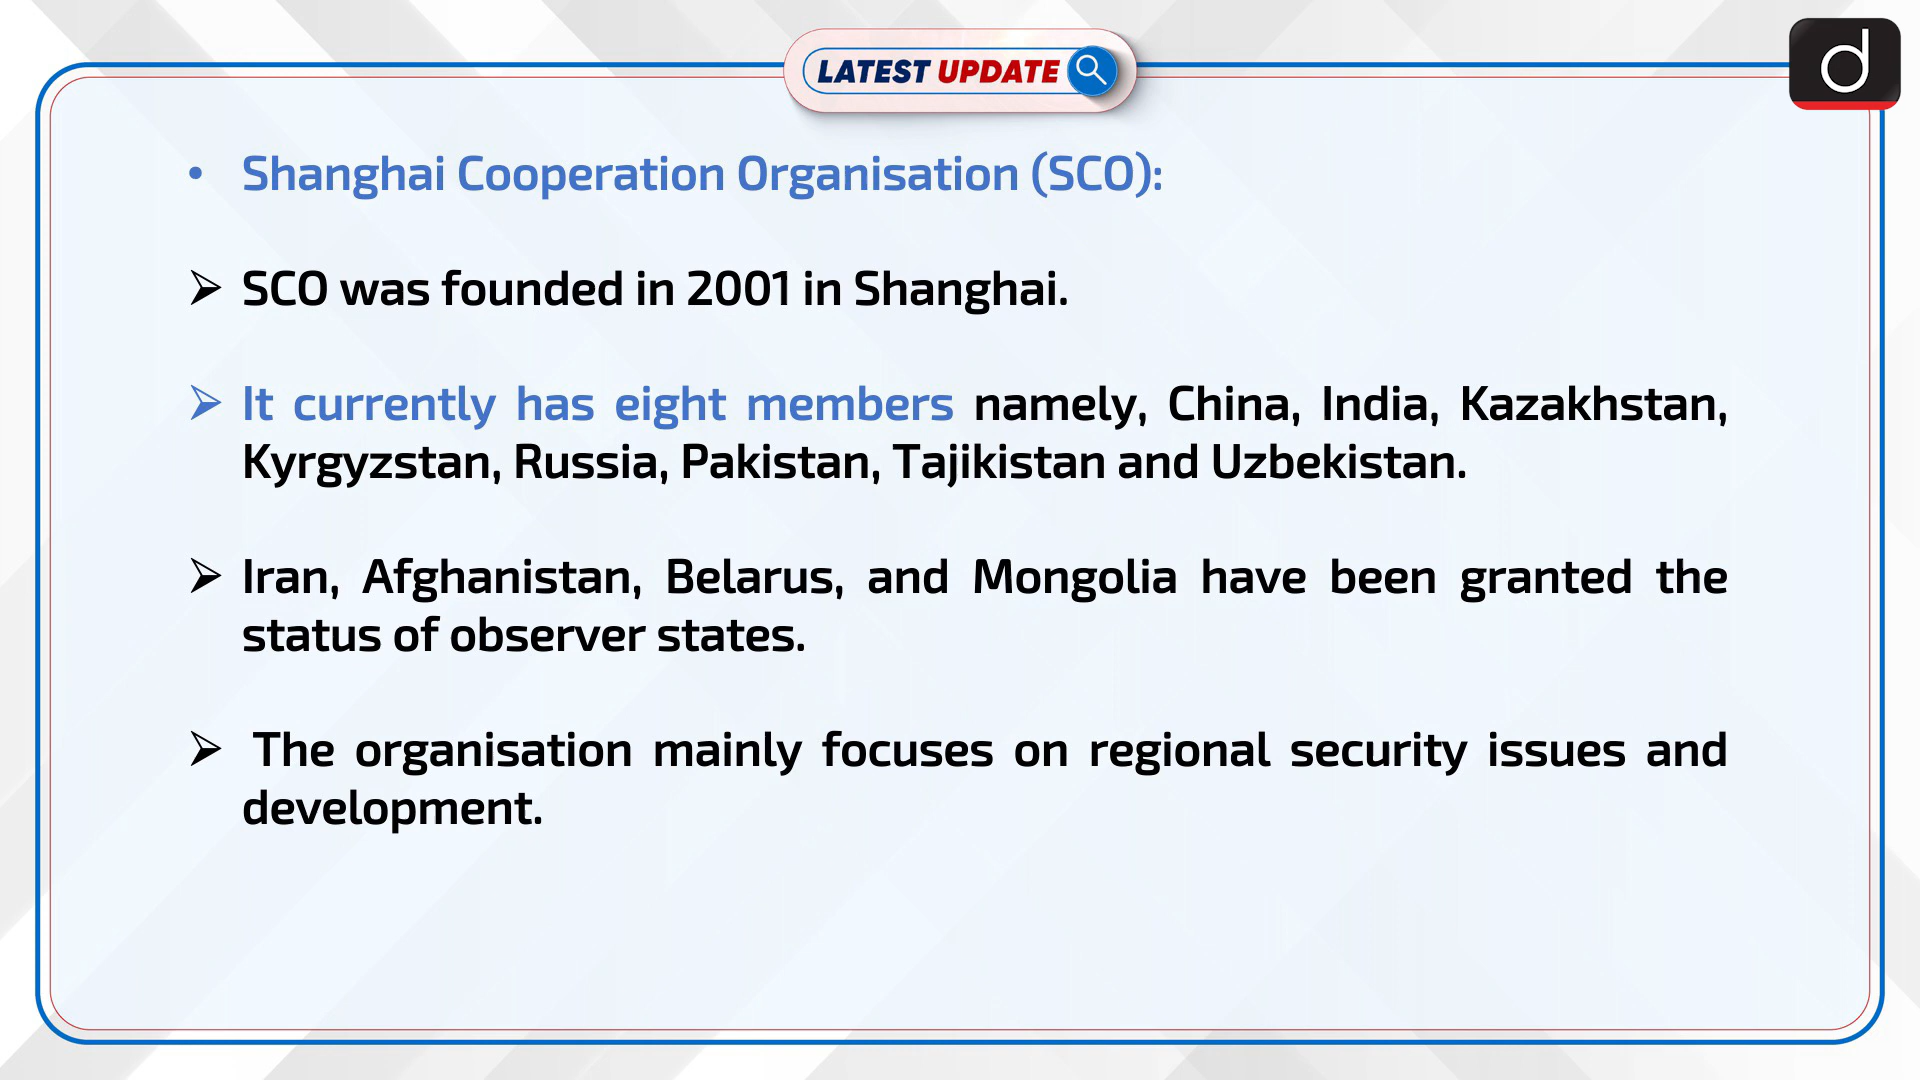 LATEST UPDATE
d
• Shanghai Cooperation Organisation (SCO):
➢ SCO was founded in 2001 in Shanghai.
➢ It currently has eight members namely, China, India, Kazakhstan,
Kyrgyzstan, Russia, Pakistan, Tajikistan and Uzbekistan.
➢ Iran, Afghanistan, Belarus, and Mongolia have been granted the
status of observer states.
➢ The organisation mainly focuses on regional security issues and
development.